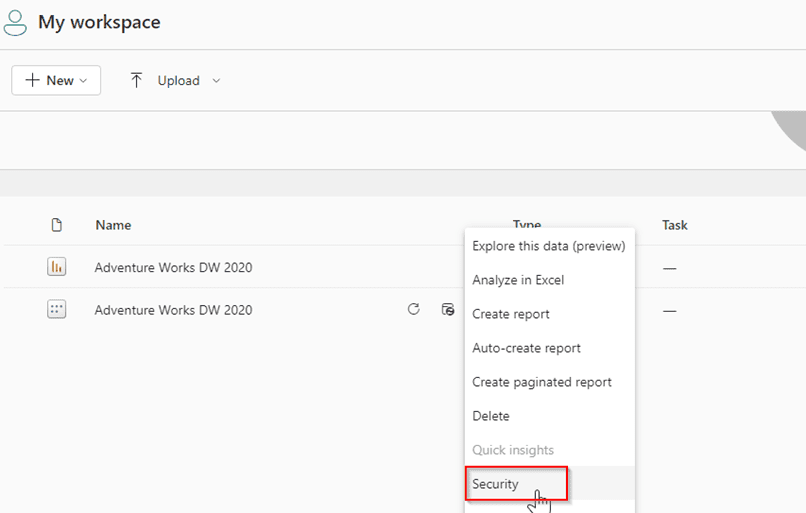 My workspace
New
Upload
Name
Type
Task
Adventure Works DW 2020
—
Adventure Works DW 2020
—
Explore this data (preview)
Analyze in Excel
Create report
Auto-create report
Create paginated report
Delete
Quick insights
Security